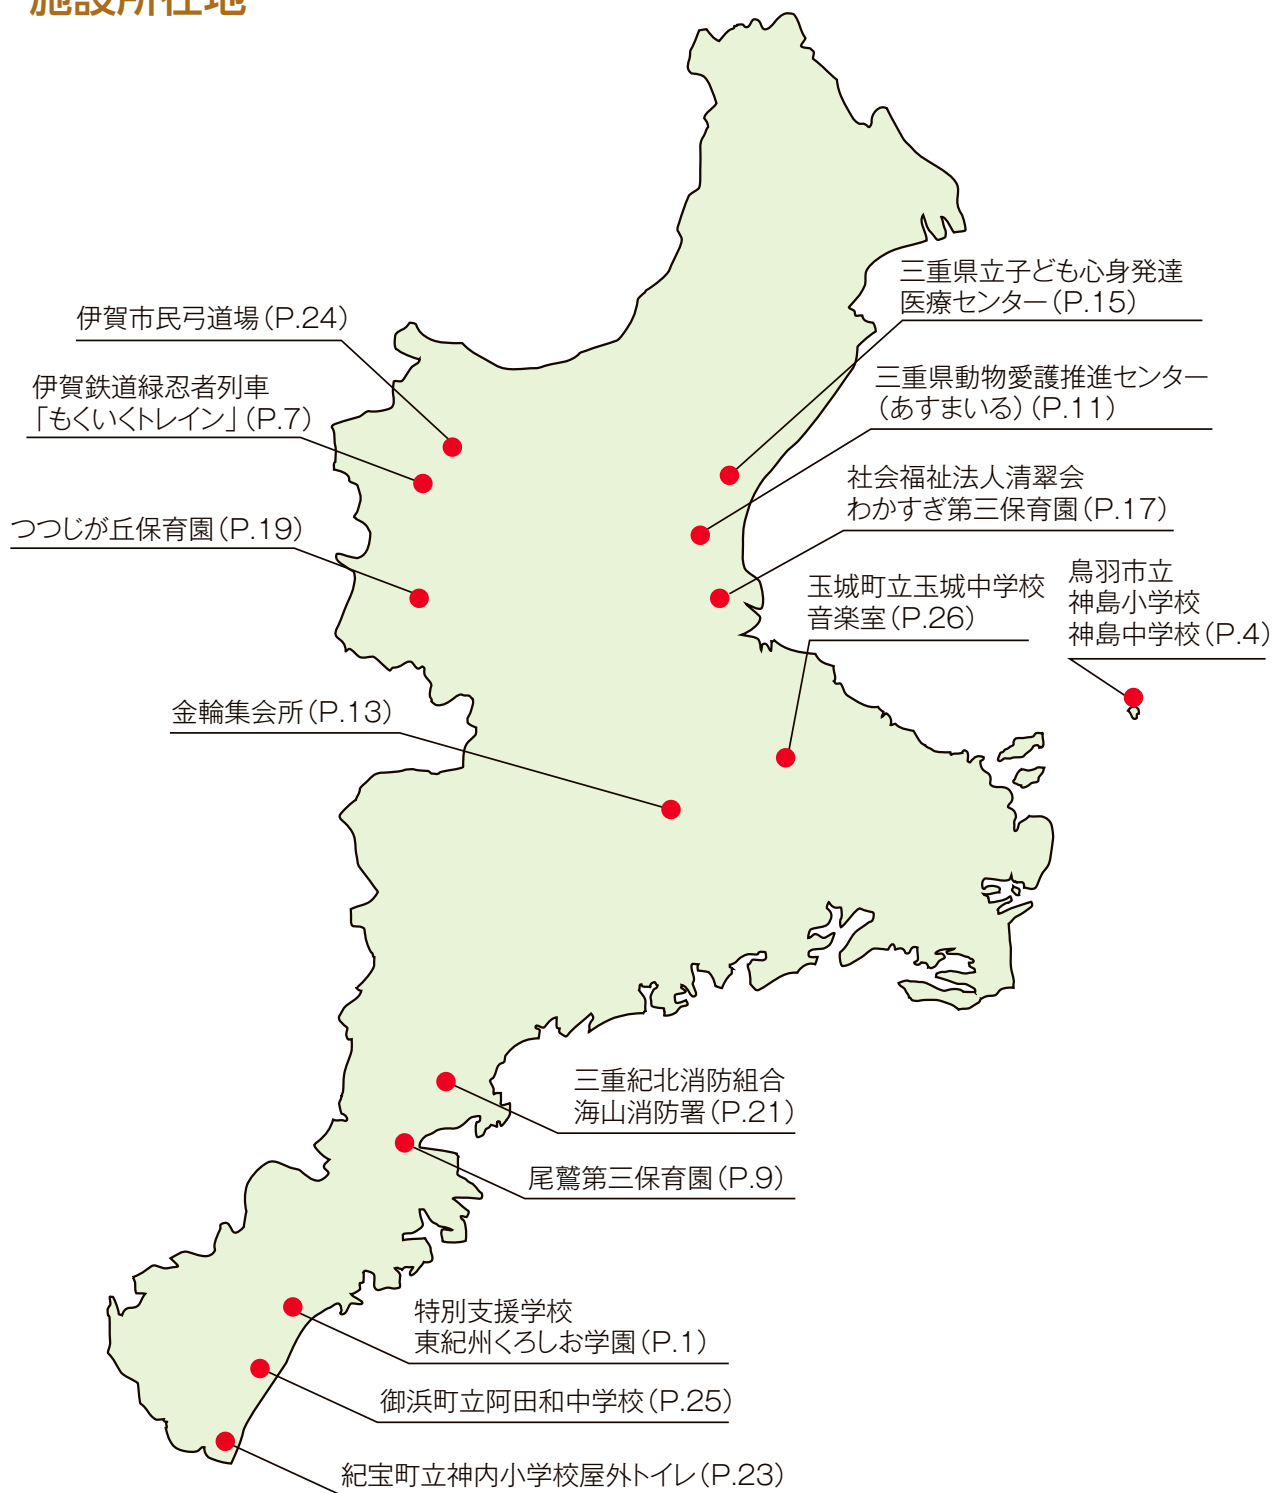 施設所在地
三重県立子ども心身発達
医療センター(P.15)
伊賀市民弓道場(P.24)
三重県動物愛護推進センター
(あすまいる)(P.11)
伊賀鉄道緑忍者列車
「もくいくトレイン」(P.7)
社会福祉法人清翠会
わかすぎ第三保育園(P.17)
つつじが丘保育園(P.19)
玉城町立玉城中学校
音楽室(P.26)
鳥羽市立
神島小学校
神島中学校(P.4)
金輪集会所(P.13)
三重紀北消防組合
海山消防署(P.21)
尾鷲第三保育園(P.9)
特別支援学校
東紀州くろしお学園(P.1)
御浜町立阿田和中学校(P.25)
紀宝町立神内小学校屋外トイレ(P.23)